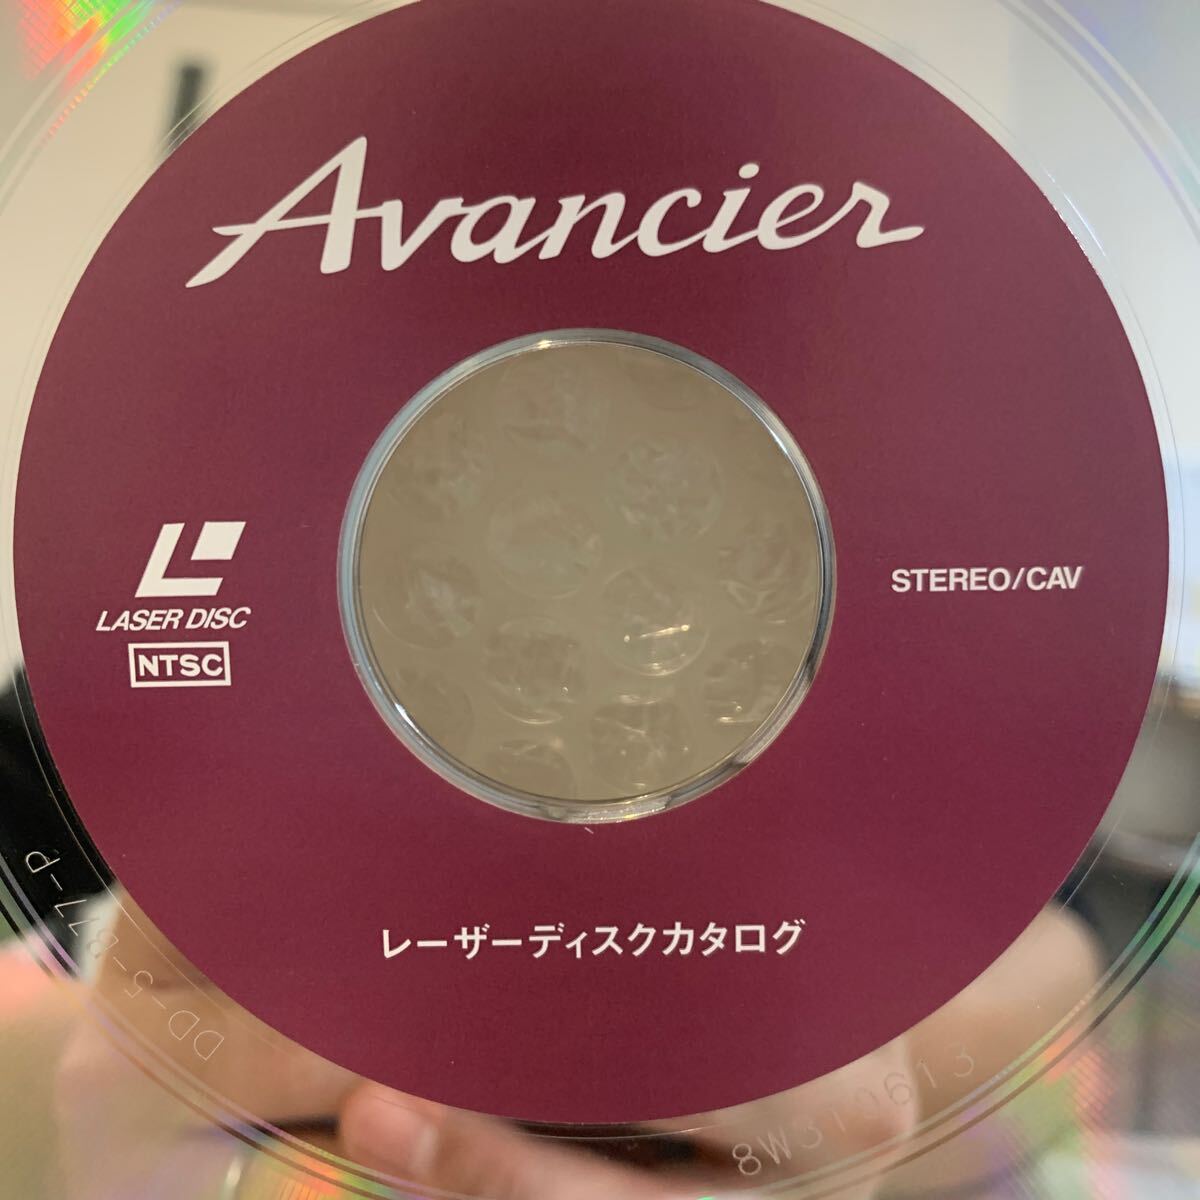 Avancier
LASER DISC
NTSC
STEREO/CAV
レーザーディスクカタログ
DD-5-877-P
8W3T0613